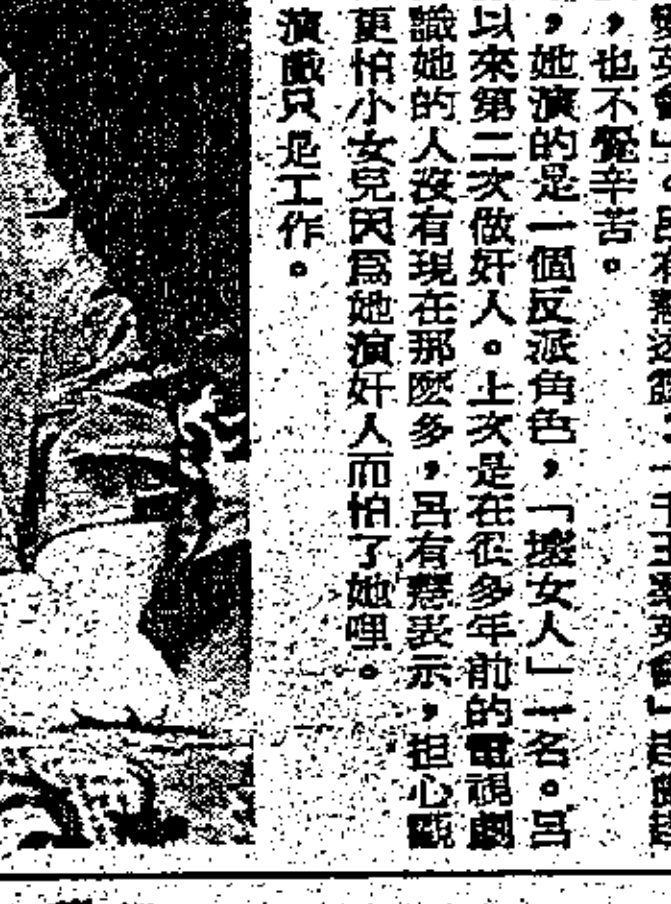 ，也不覺辛苦。
，她演的是一個反派角色，「壞女人」一名。呂
以來第二次做奸人。上次是在很多年前的電視劇
識她的人沒有現在那麽多，呂有慧表示，担心觀
更怕小女兒因爲她演奸人而怕了她哩。
演戲只是工作。